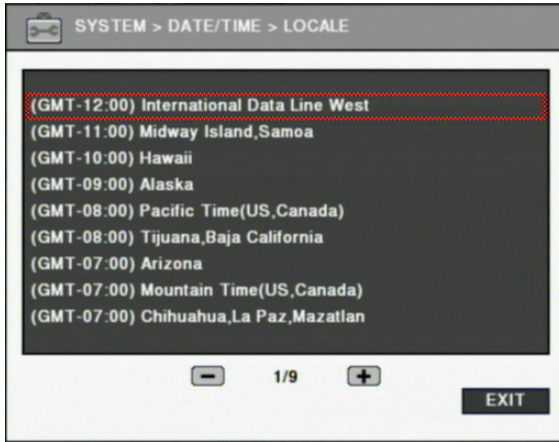 SYSTEM > DATE/TIME > LOCALE
(GMT-12:00) International Data Line West
(GMT-11:00) Midway Island,Samoa
(GMT-10:00) Hawaii
(GMT-09:00) Alaska
(GMT-08:00) Pacific Time(US,Canada)
(GMT-08:00) Tijuana,Baja California
(GMT-07:00) Arizona
(GMT-07:00) Mountain Time(US,Canada)
(GMT-07:00) Chihuahua,La Paz,Mazatlan
− 1/9 +
EXIT